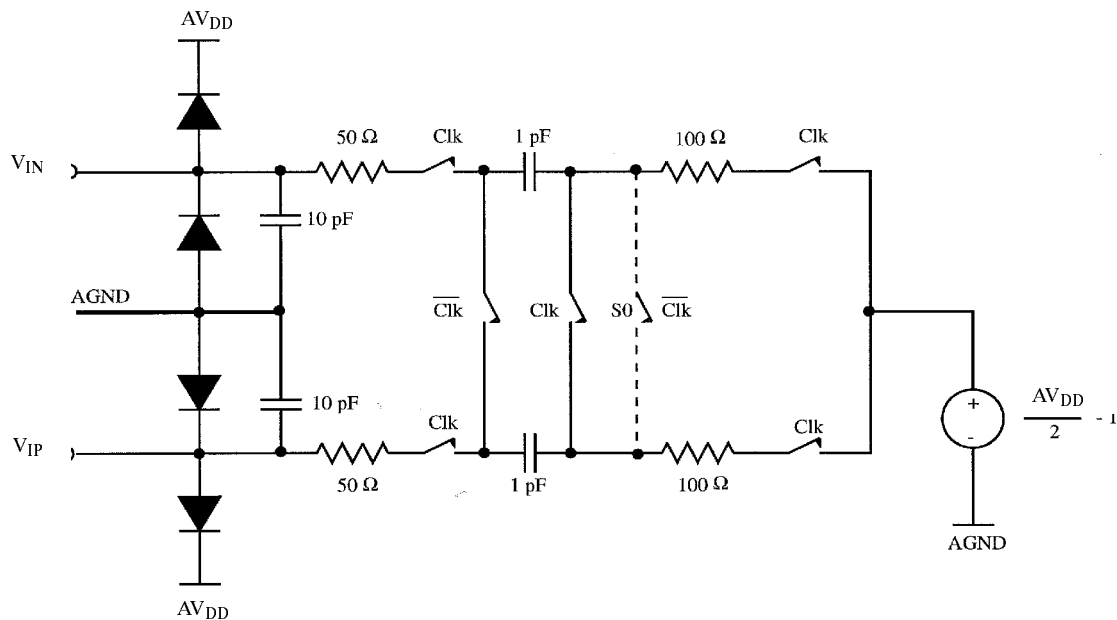 AVDD
50 Ω Clk 1 pF 100 Ω Clk
VIN
10 pF
AGND
Clk Clk S0 Clk
10 pF
AVDD
2
- 1
+
-
Clk Clk
VIP
50 Ω 1 pF 100 Ω
AGND
AVDD